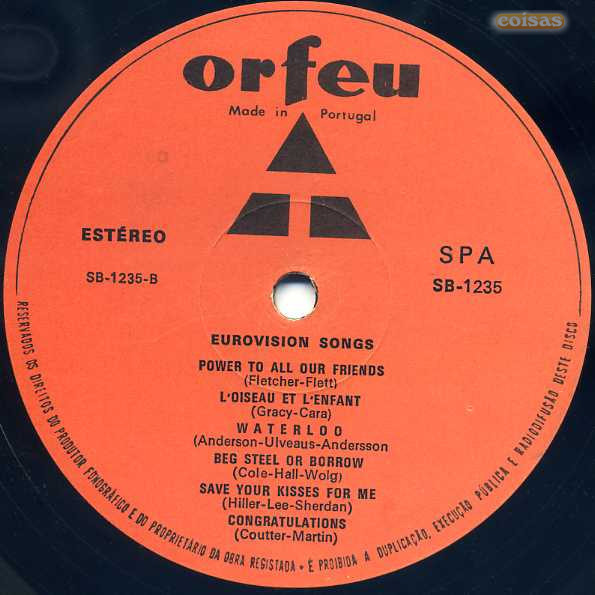 coisas
orfeu
Made in Portugal
ESTÉREO
SPA
SB-1235-B
SB-1235
EUROVISION SONGS
POWER TO ALL OUR FRIENDS
(Fletcher-Flett)
L'OISEAU ET L'ENFANT
(Gracy-Cara)
WATERLOO
(Anderson-Ulveaus-Andersson
BEG STEEL OR BORROW
(Cole-Hall-Wolg)
SAVE YOUR KISSES FOR ME
(Hiller-Lee-Sherdan)
CONGRATULATIONS
(Coutter-Martin)
RESERVADOS OS DIREITOS DO PRODUTOR FONOGRÁFICO E DO PROPRIETÁRIO DA OBRA REGISTADA • É PROIBIDA A DUPLICAÇÃO, EXECUÇÃO PÚBLICA E RADIODIFUSÃO DESTE DISCO